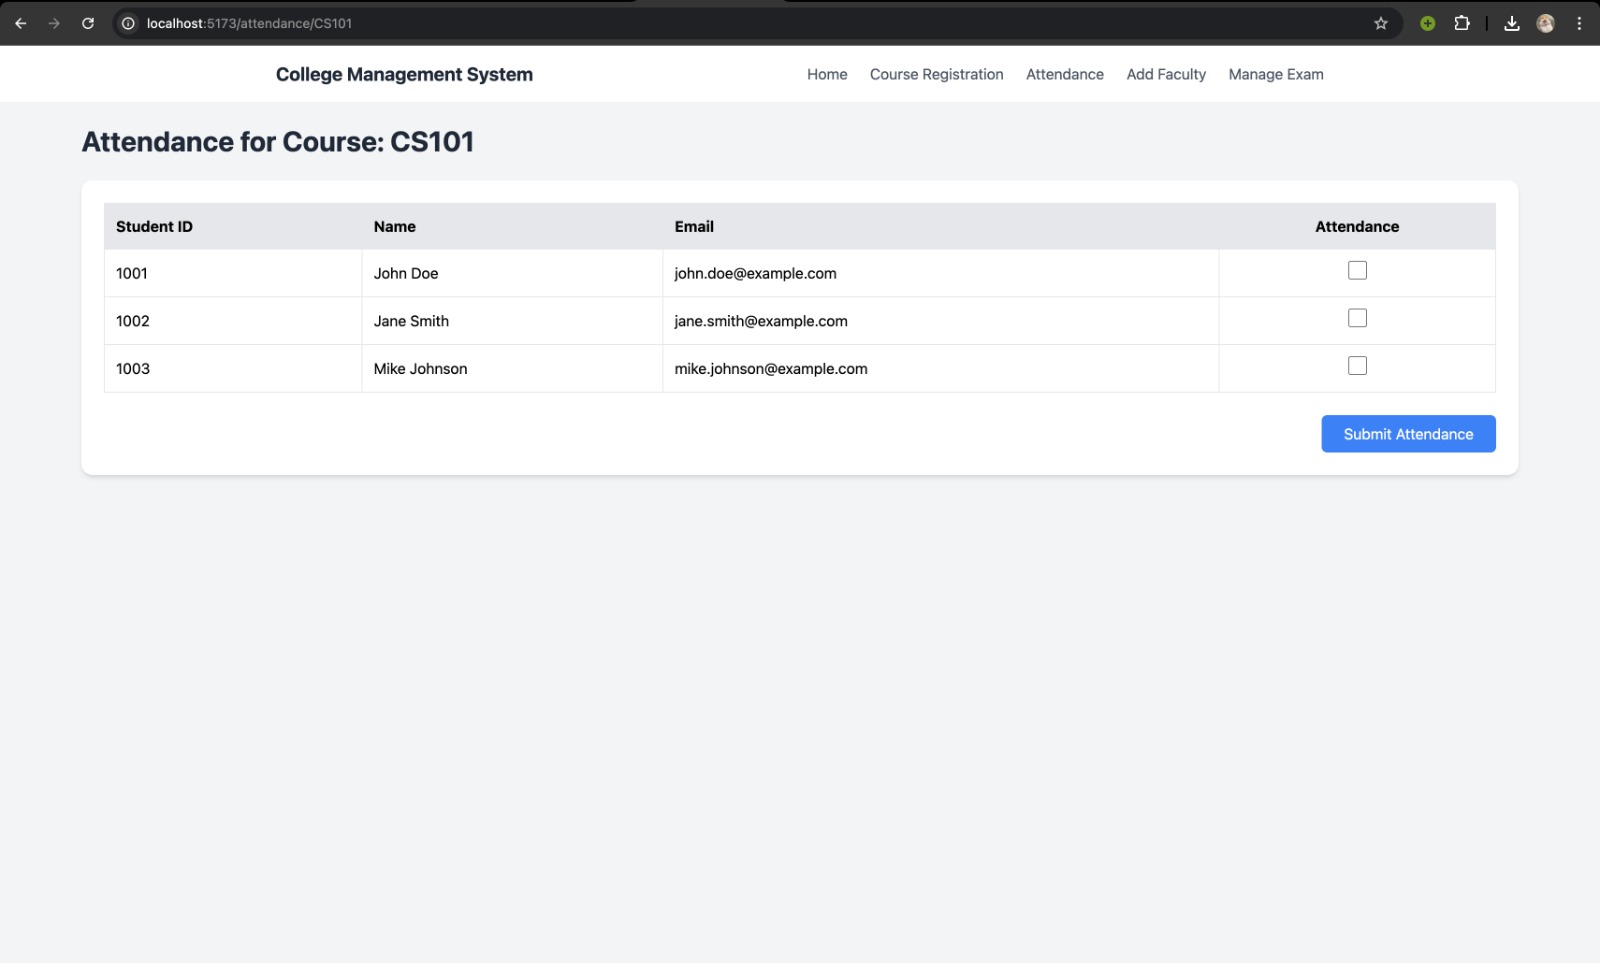 localhost:5173/attendance/CS101
College Management System Home Course Registration Attendance Add Faculty Manage Exam
Attendance for Course: CS101
Student ID Name Email Attendance
1001 John Doe john.doe@example.com
1002 Jane Smith jane.smith@example.com
1003 Mike Johnson mike.johnson@example.com
Submit Attendance